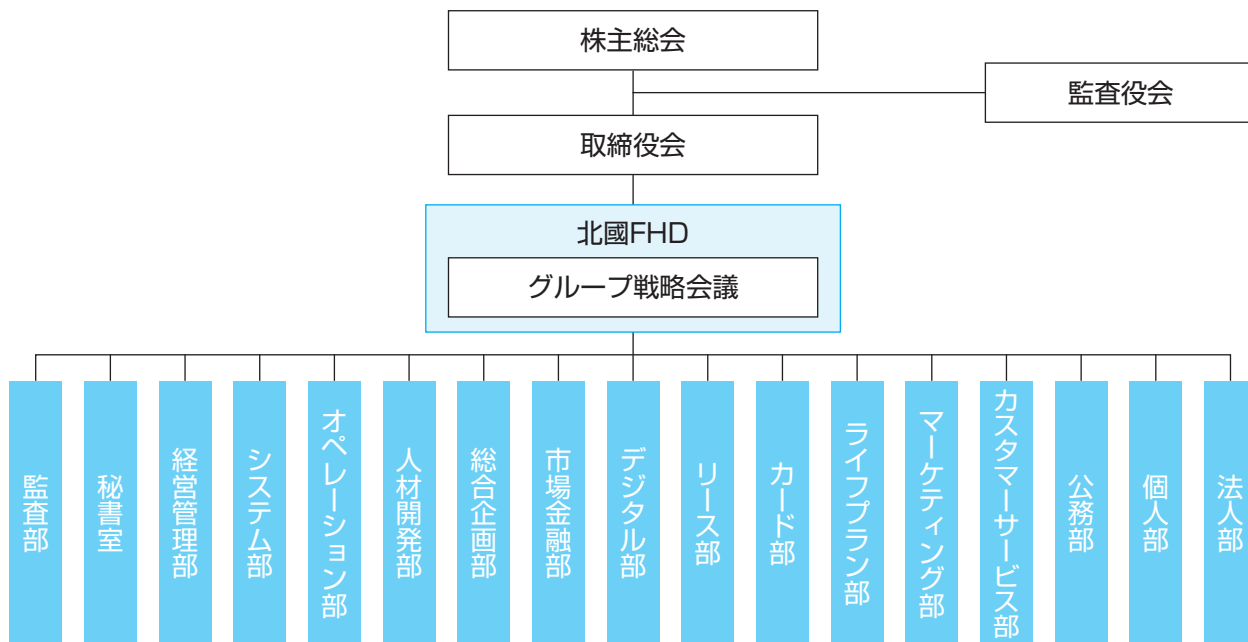 株主総会
監査役会
取締役会
北國FHD
グループ戦略会議
監査部
秘書室
経営管理部
システム部
オペレーション部
人材開発部
総合企画部
市場金融部
デジタル部
リース部
カード部
ライフプラン部
マーケティング部
カスタマーサービス部
公務部
個人部
法人部